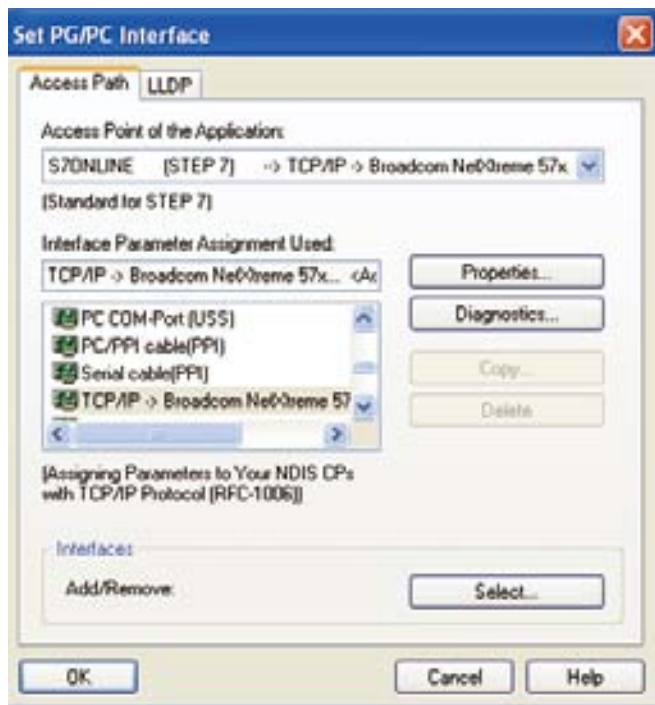 Set PG/PC Interface
Access Path LLDP
Access Point of the Application:
S7ONLINE (STEP 7) --> TCP/IP -> Broadcom NetXtreme 57x
(Standard for STEP 7)
Interface Parameter Assignment Used:
TCP/IP -> Broadcom NetXtreme 57x... <Ac
Properties...
PC COM-Port (USS)
Diagnostics...
PC/PPI cable(PPI)
Serial cable(PPI)
Copy...
TCP/IP -> Broadcom NetXtreme 57
Delete
(Assigning Parameters to Your NDIS CPs
with TCP/IP Protocol (RFC-1006))
Interfaces
Add/Remove:
Select...
OK
Cancel
Help